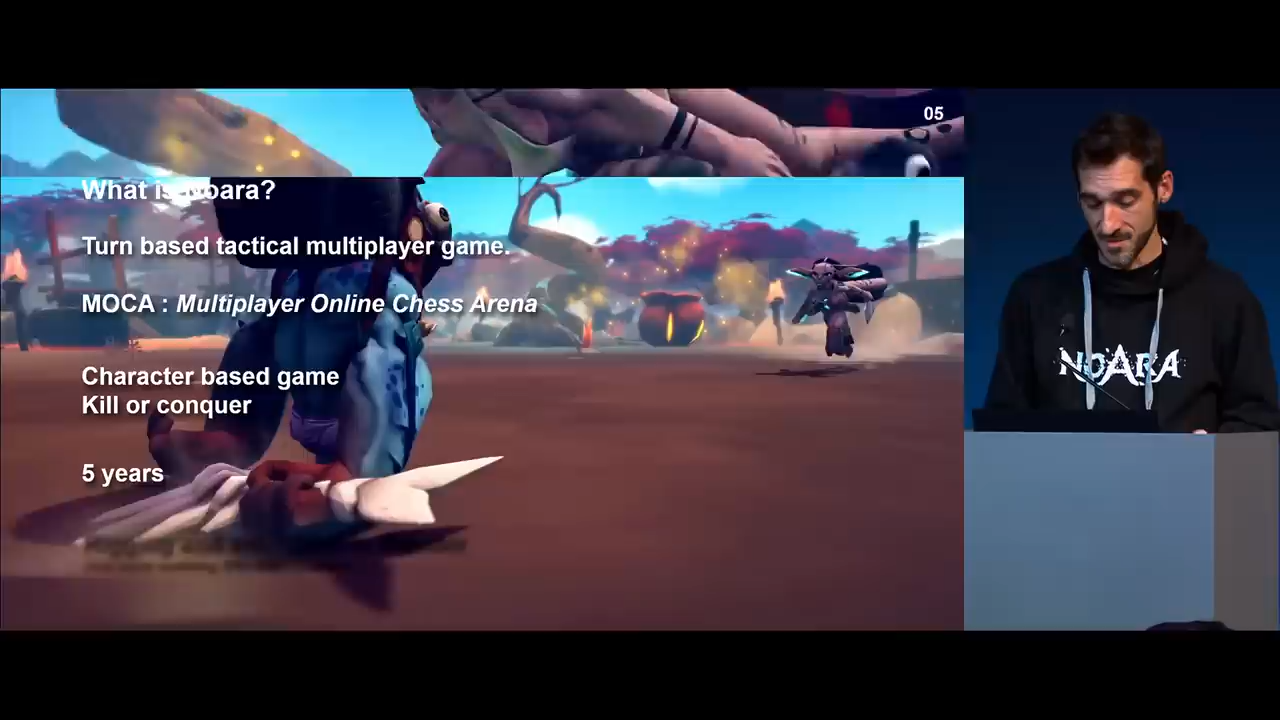 05
What is Noara?
Turn based tactical multiplayer game.
MOCA : Multiplayer Online Chess Arena
Character based game
Kill or conquer
5 years
NOARA